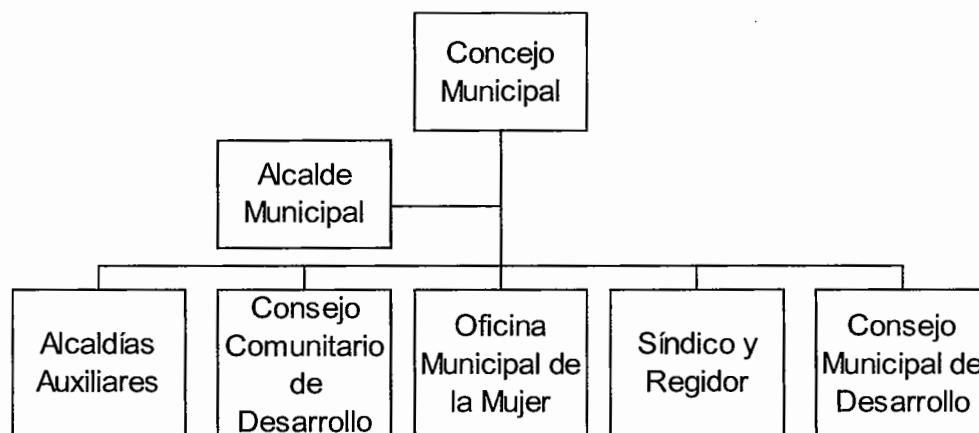 Concejo
Municipal
Alcalde
Municipal
Alcaldías
Auxiliares
Consejo
Comunitario
de
Desarrollo
Oficina
Municipal de
la Mujer
Síndico y
Regidor
Consejo
Municipal de
Desarrollo